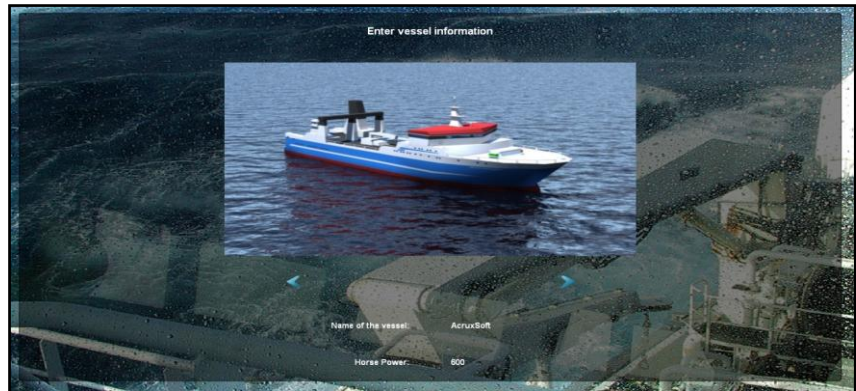 Enter vessel information
Name of the vessel: AcruxSoft
Horse Power: 600